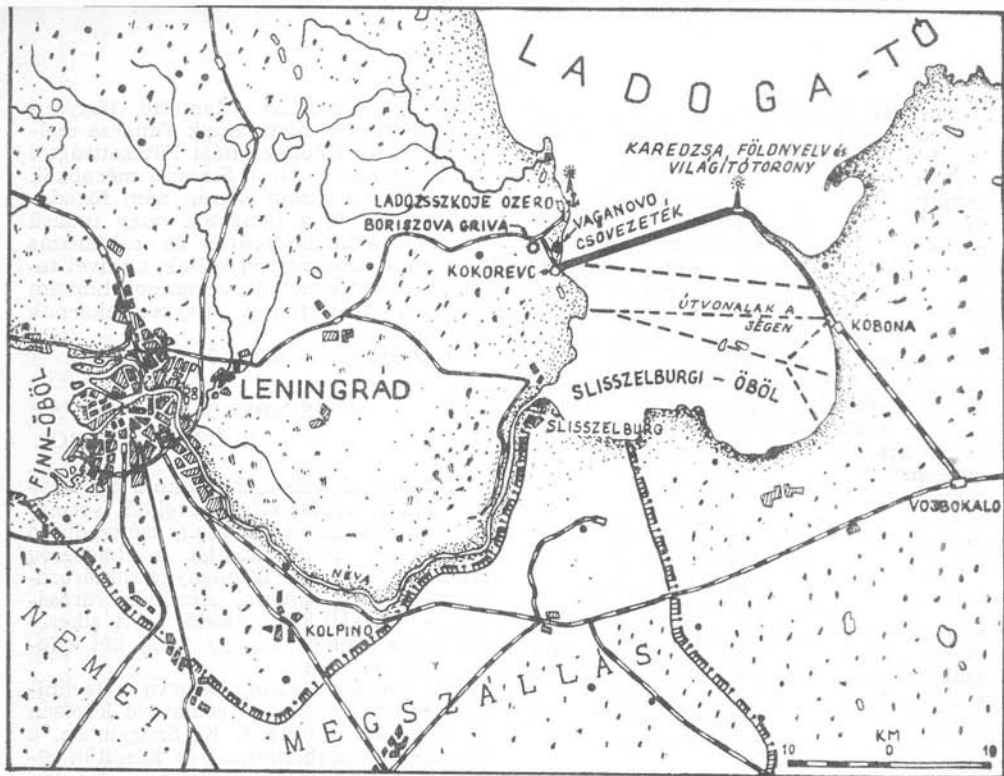 LADOGA-TÓ
KAREDZSA, FÖLDNYELV és
VILÁGÍTÓTORONY
LADOZSSZKOJE OZERO
BORISZOVA GRIVA
VAGANOVO
CSŐVEZETÉK
KOKOREVC
ÚTVONALAK A
JÉGEN
KOBONA
LENINGRAD
SLISSZELBURGI-ÖBÖL
SLISSZELBURG
FINN-ÖBÖL
VOJBOKALO
NÉVA
KOLPINO
NÉMET
MEGSZÁLLÁS
KM
10 0 10